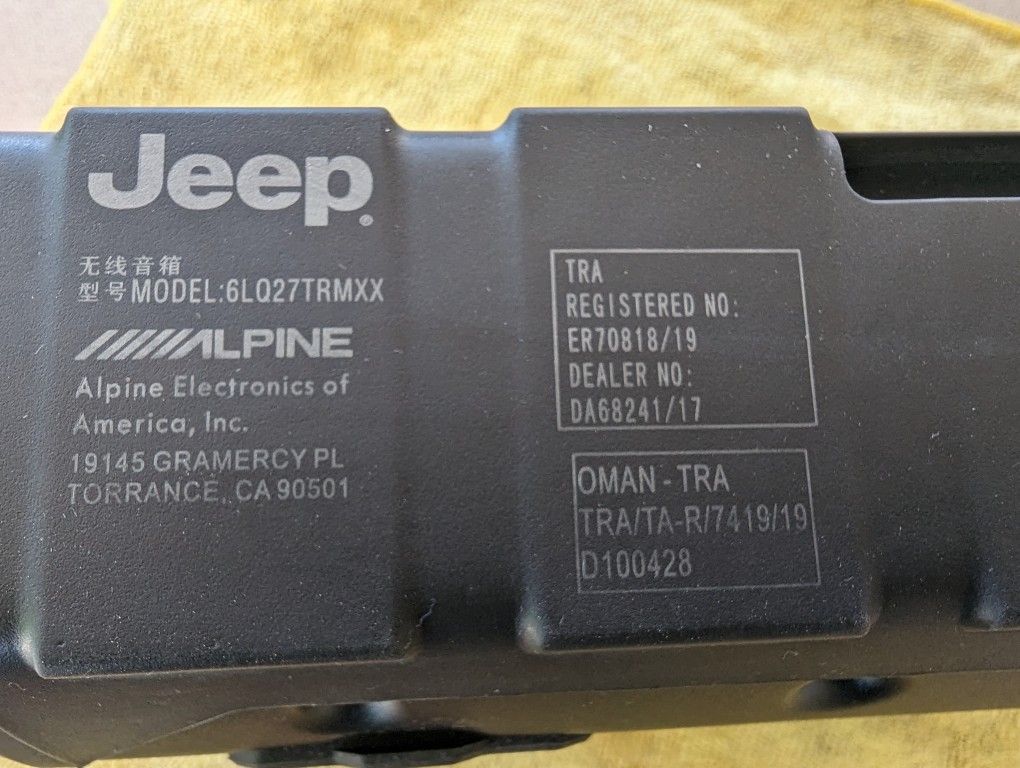 Jeep®
无线音箱
型号MODEL:6LQ27TRMXX
ALPINE
Alpine Electronics of
America, Inc.
19145 GRAMERCY PL
TORRANCE, CA 90501
TRA
REGISTERED NO:
ER70818/19
DEALER NO:
DA68241/17
OMAN - TRA
TRA/TA-R/7419/19
D100428